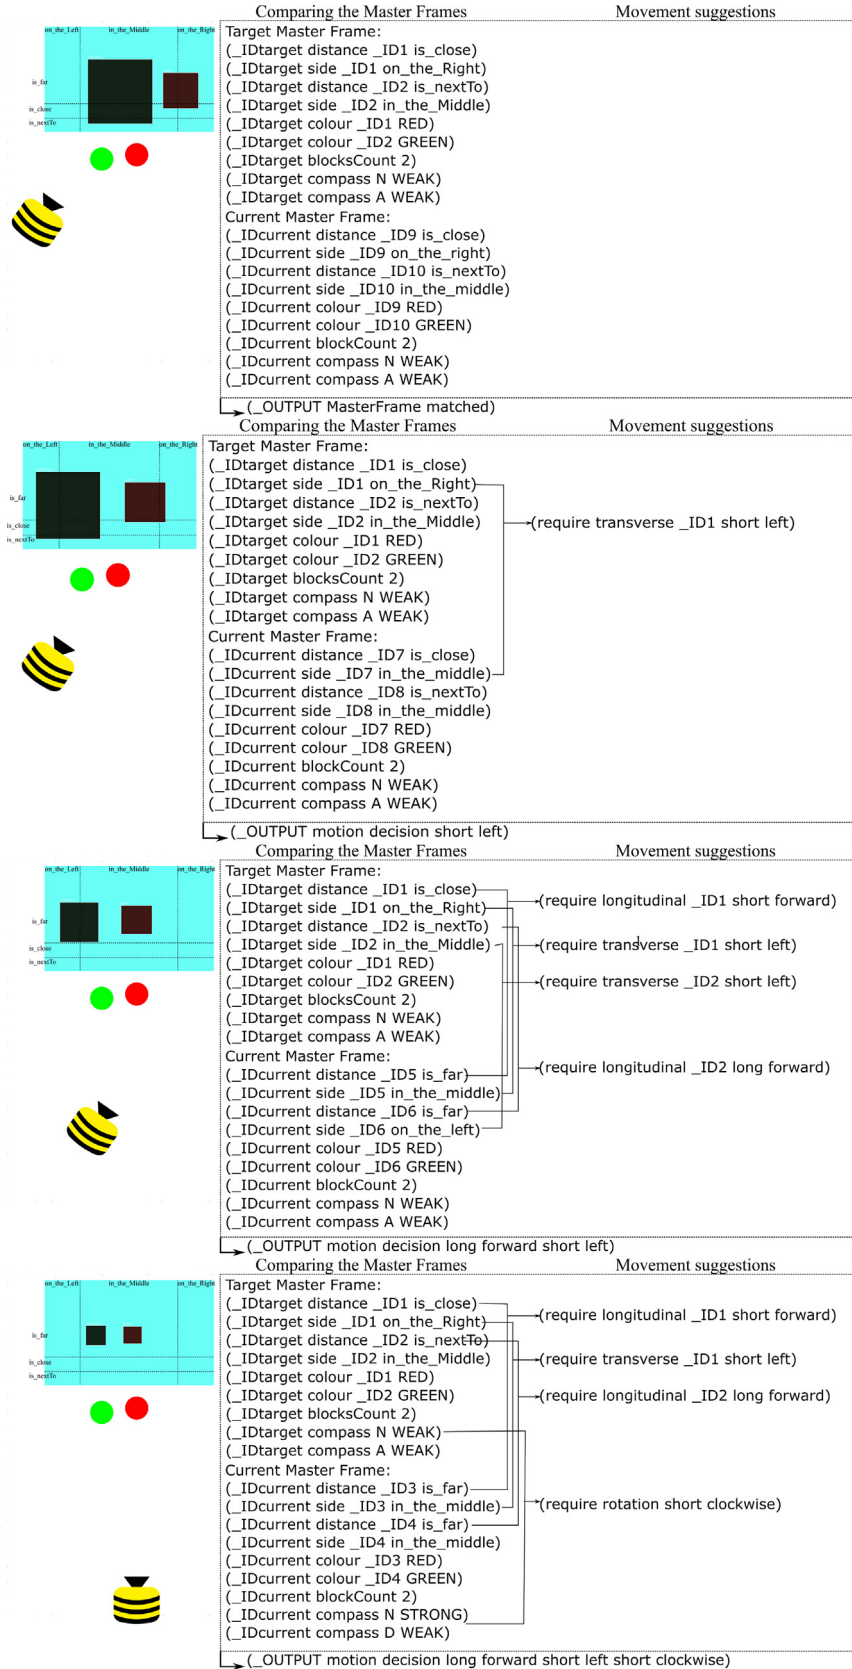 Comparing the Master Frames Movement suggestions
on_the_Left in_the_Middle on_the_Right
is_far
is_close
is_nextTo
Target Master Frame:
(_IDtarget distance _ID1 is_close)
(_IDtarget side _ID1 on_the_Right)
(_IDtarget distance _ID2 is_nextTo)
(_IDtarget side _ID2 in_the_Middle)
(_IDtarget colour _ID1 RED)
(_IDtarget colour _ID2 GREEN)
(_IDtarget blocksCount 2)
(_IDtarget compass N WEAK)
(_IDtarget compass A WEAK)
Current Master Frame:
(_IDcurrent distance _ID9 is_close)
(_IDcurrent side _ID9 on_the_right)
(_IDcurrent distance _ID10 is_nextTo)
(_IDcurrent side _ID10 in_the_middle)
(_IDcurrent colour _ID9 RED)
(_IDcurrent colour _ID10 GREEN)
(_IDcurrent blockCount 2)
(_IDcurrent compass N WEAK)
(_IDcurrent compass A WEAK)
(_OUTPUT MasterFrame matched)
Comparing the Master Frames Movement suggestions
on_the_Left in_the_Middle on_the_Right
is_far
is_close
is_nextTo
Target Master Frame:
(_IDtarget distance _ID1 is_close)
(_IDtarget side _ID1 on_the_Right)
(_IDtarget distance _ID2 is_nextTo)
(_IDtarget side _ID2 in_the_Middle)
(require transverse _ID1 short left)
(_IDtarget colour _ID1 RED)
(_IDtarget colour _ID2 GREEN)
(_IDtarget blocksCount 2)
(_IDtarget compass N WEAK)
(_IDtarget compass A WEAK)
Current Master Frame:
(_IDcurrent distance _ID7 is_close)
(_IDcurrent side _ID7 in_the_middle)
(_IDcurrent distance _ID8 is_nextTo)
(_IDcurrent side _ID8 in_the_middle)
(_IDcurrent colour _ID7 RED)
(_IDcurrent colour _ID8 GREEN)
(_IDcurrent blockCount 2)
(_IDcurrent compass N WEAK)
(_IDcurrent compass A WEAK)
(_OUTPUT motion decision short left)
Comparing the Master Frames Movement suggestions
on_the_Left in_the_Middle on_the_Right
is_far
is_close
is_nextTo
Target Master Frame:
(_IDtarget distance _ID1 is_close)
(require longitudinal _ID1 short forward)
(_IDtarget side _ID1 on_the_Right)
(_IDtarget distance _ID2 is_nextTo)
(_IDtarget side _ID2 in_the_Middle)
(require transverse _ID1 short left)
(_IDtarget colour _ID1 RED)
(_IDtarget colour _ID2 GREEN)
(require transverse _ID2 short left)
(_IDtarget blocksCount 2)
(_IDtarget compass N WEAK)
(_IDtarget compass A WEAK)
Current Master Frame:
(require longitudinal _ID2 long forward)
(_IDcurrent distance _ID5 is_far)
(_IDcurrent side _ID5 in_the_middle)
(_IDcurrent distance _ID6 is_far)
(_IDcurrent side _ID6 on_the_left)
(_IDcurrent colour _ID5 RED)
(_IDcurrent colour _ID6 GREEN)
(_IDcurrent blockCount 2)
(_IDcurrent compass N WEAK)
(_IDcurrent compass A WEAK)
(_OUTPUT motion decision long forward short left)
Comparing the Master Frames Movement suggestions
on_the_Left in_the_Middle on_the_Right
is_far
is_close
is_nextTo
Target Master Frame:
(_IDtarget distance _ID1 is_close)
(require longitudinal _ID1 short forward)
(_IDtarget side _ID1 on_the_Right)
(_IDtarget distance _ID2 is_nextTo)
(_IDtarget side _ID2 in_the_Middle)
(require transverse _ID1 short left)
(_IDtarget colour _ID1 RED)
(_IDtarget colour _ID2 GREEN)
(require longitudinal _ID2 long forward)
(_IDtarget blocksCount 2)
(_IDtarget compass N WEAK)
(_IDtarget compass A WEAK)
Current Master Frame:
(_IDcurrent distance _ID3 is_far)
(_IDcurrent side _ID3 in_the_middle)
(require rotation short clockwise)
(_IDcurrent distance _ID4 is_far)
(_IDcurrent side _ID4 in_the_middle)
(_IDcurrent colour _ID3 RED)
(_IDcurrent colour _ID4 GREEN)
(_IDcurrent blockCount 2)
(_IDcurrent compass N STRONG)
(_IDcurrent compass D WEAK)
(_OUTPUT motion decision long forward short left short clockwise)